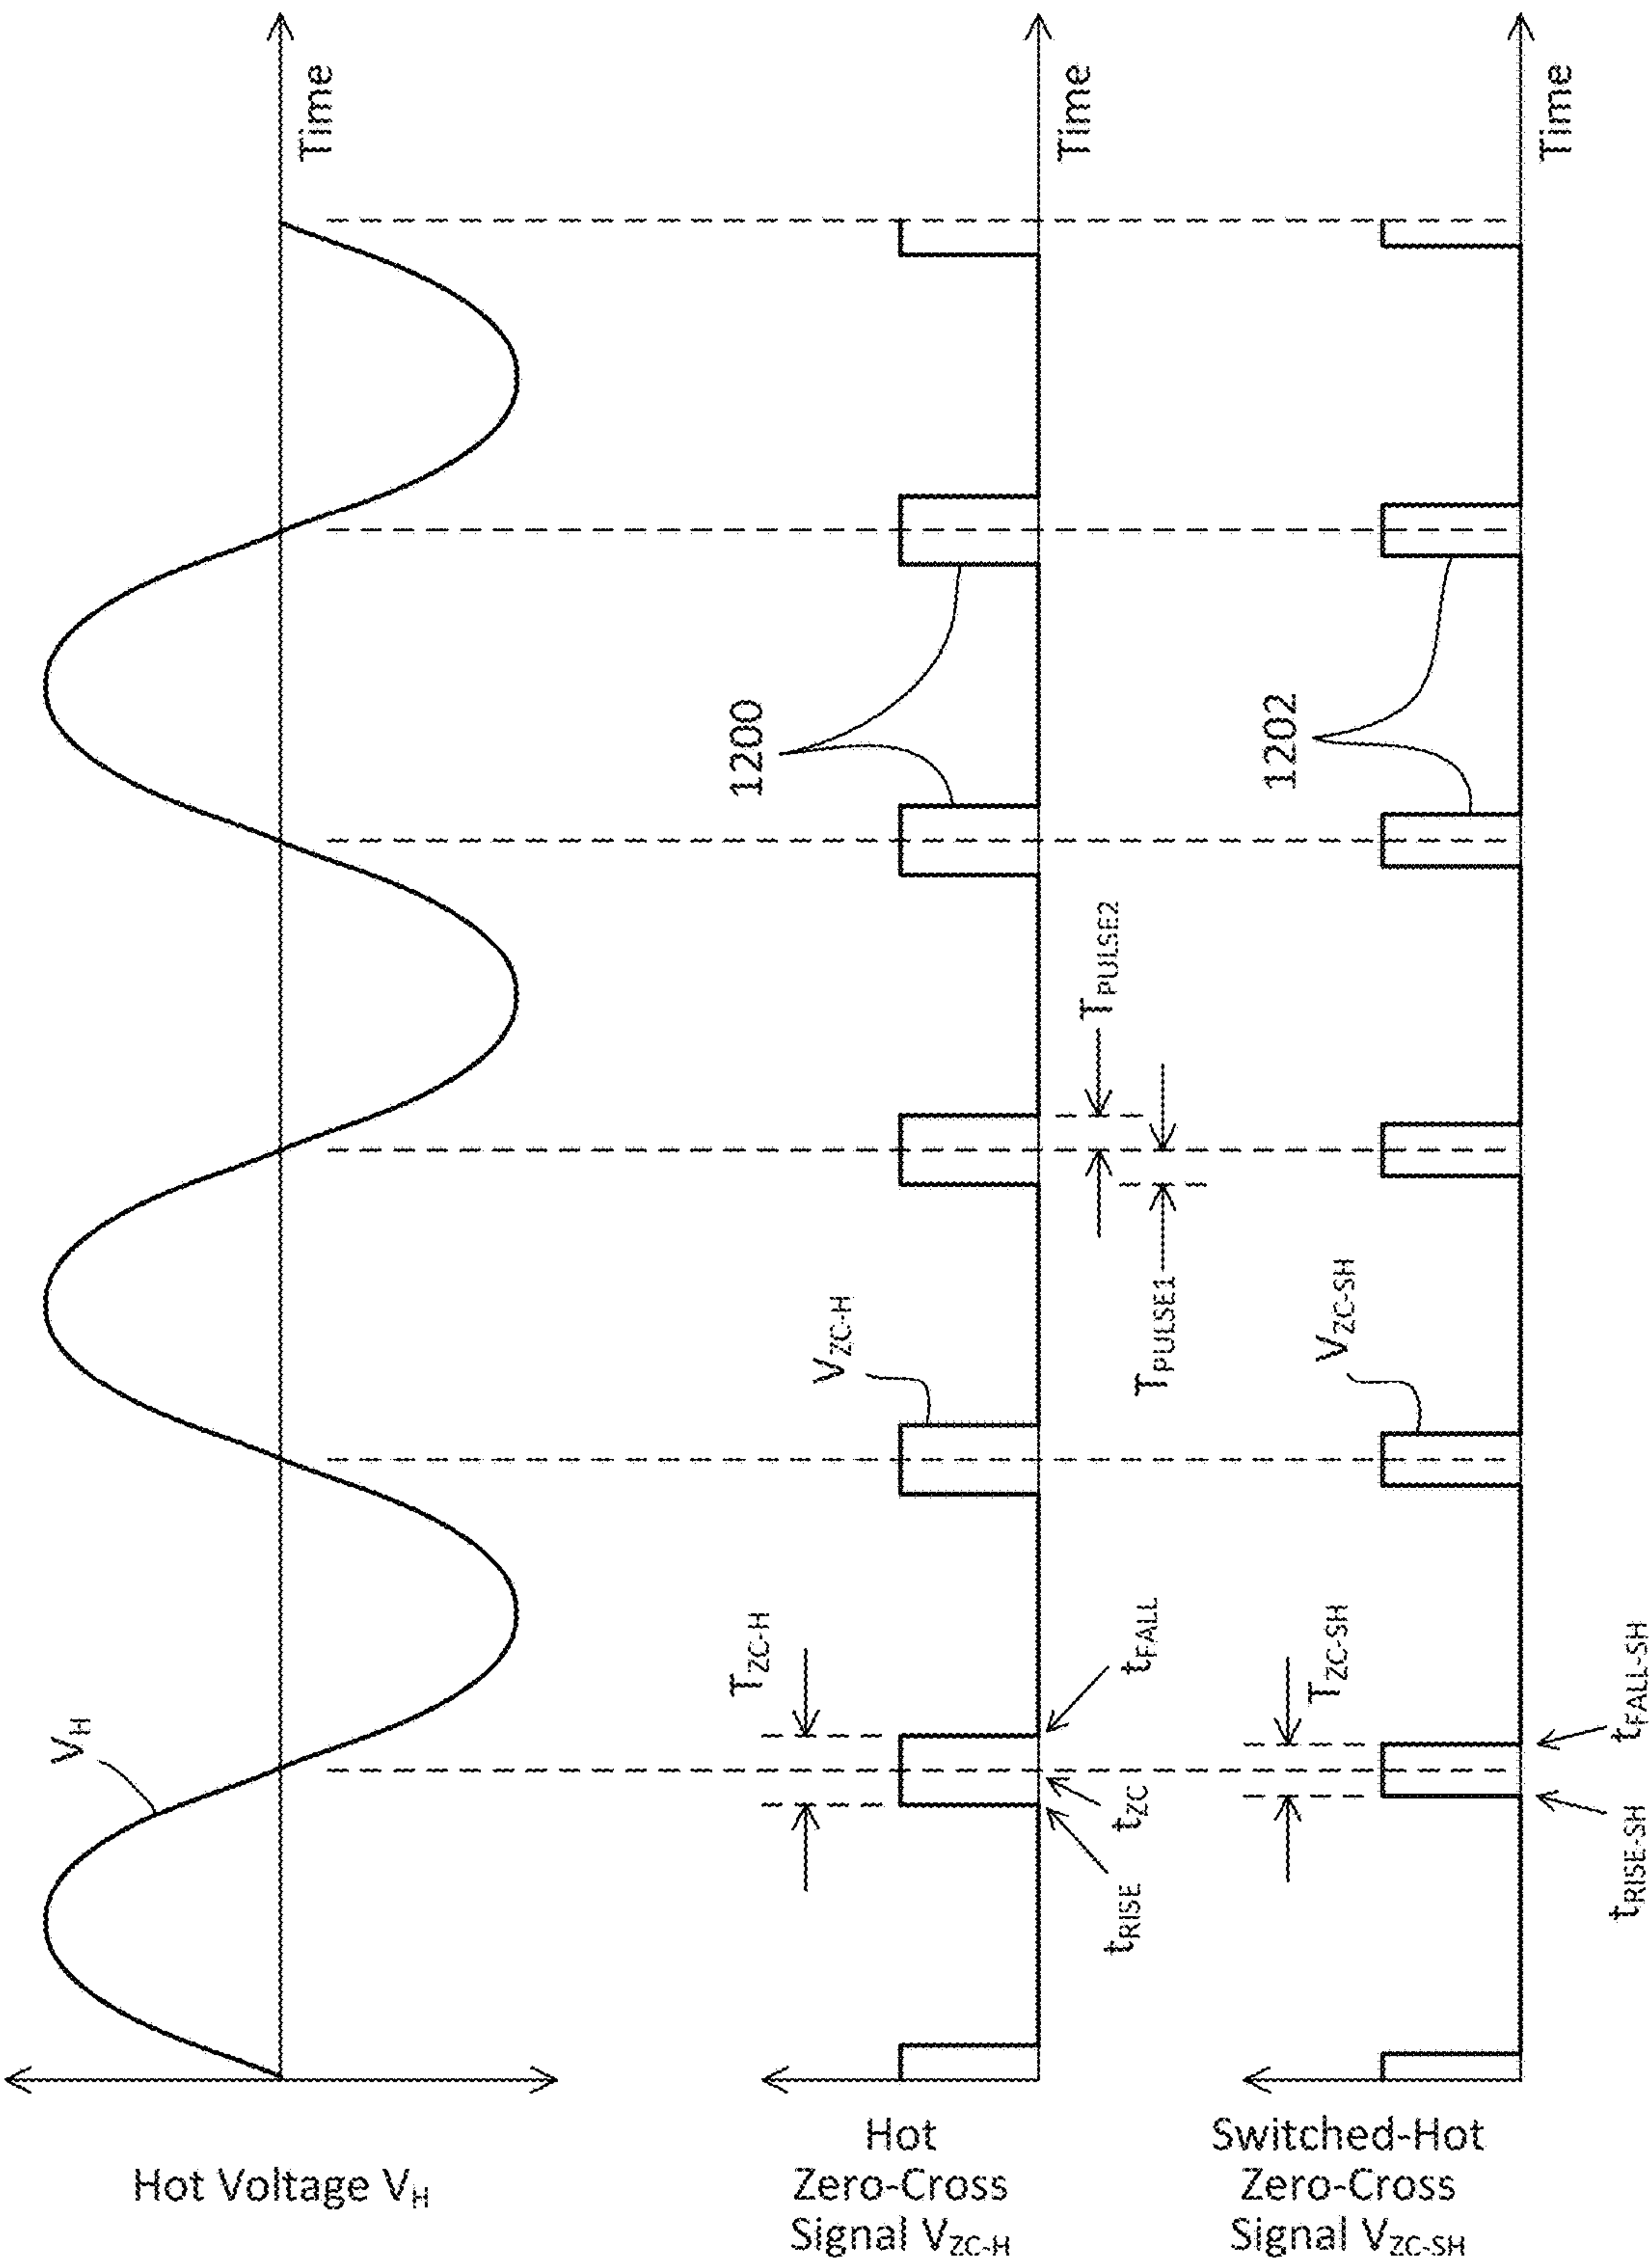 V_H
Time
Hot Voltage V_H
1200
V_ZC-H
T_ZC-H
Time
T_PULSE2
T_PULSE1
t_FALL
t_ZC
t_RISE
Hot
Zero-Cross
Signal V_ZC-H
1202
V_ZC-SH
T_ZC-SH
Time
t_FALL-SH
t_RISE-SH
Switched-Hot
Zero-Cross
Signal V_ZC-SH